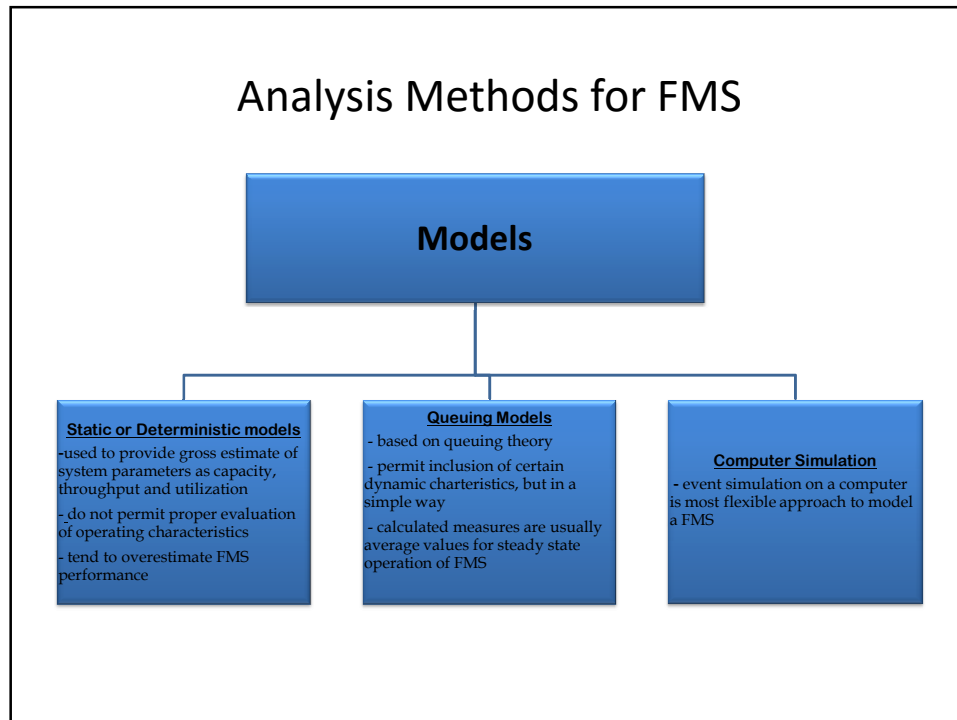 Analysis Methods for FMS
Models
Static or Deterministic models
-used to provide gross estimate of
system parameters as capacity,
throughput and utilization
- do not permit proper evaluation
of operating characteristics
- tend to overestimate FMS
performance
Queuing Models
- based on queuing theory
- permit inclusion of certain
dynamic charteristics, but in a
simple way
- calculated measures are usually
average values for steady state
operation of FMS
Computer Simulation
- event simulation on a computer
is most flexible approach to model
a FMS